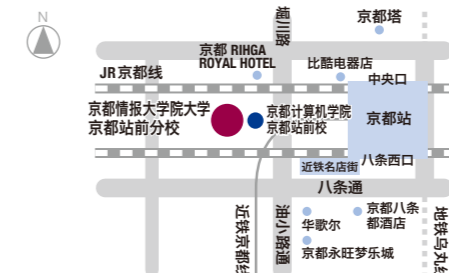 N
堀川路
京都塔
京都 RIHGA
ROYAL HOTEL
比酷电器店
JR京都线
中央口
京都情报大学院大学
京都站前分校
京都计算机学院
京都站前校
京都站
近铁名店街
八条西口
八条通
近铁京都线
油小路通
华歌尔
京都八条
都酒店
京都永旺梦乐城
地铁乌丸线